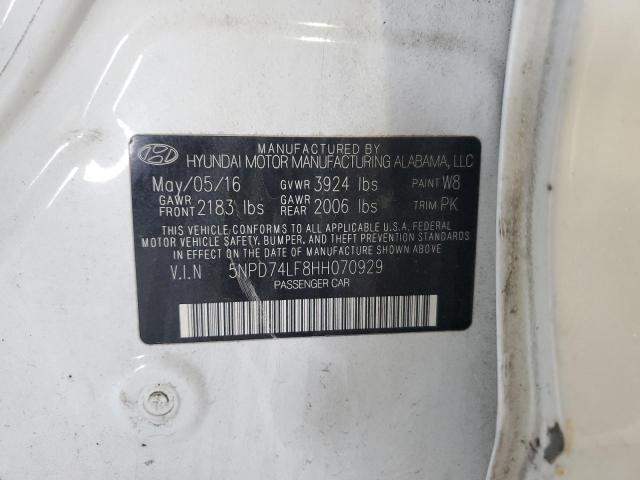 MANUFACTURED BY
HYUNDAI MOTOR MANUFACTURING ALABAMA, LLC
May/05/16 GVWR 3924 lbs PAINT W8
GAWR FRONT 2183 lbs GAWR REAR 2006 lbs TRIM PK
THIS VEHICLE CONFORMS TO ALL APPLICABLE U.S.A. FEDERAL
MOTOR VEHICLE SAFETY, BUMPER, AND THEFT PREVENTION STANDARDS
IN EFFECT ON THE DATE OF MANUFACTURE SHOWN ABOVE.
V.I.N 5NPD74LF8HH070929
PASSENGER CAR